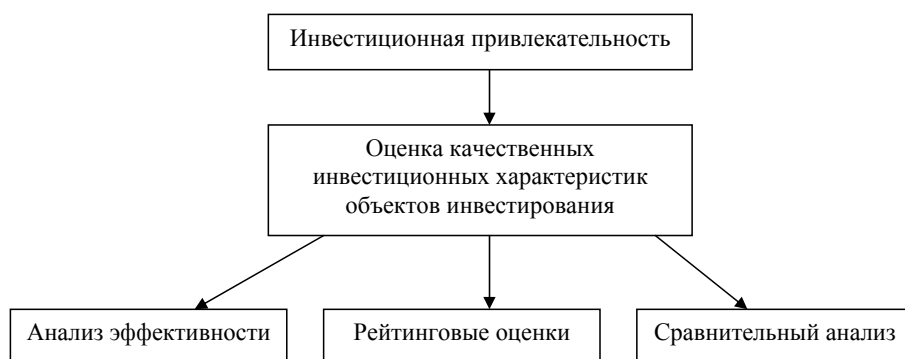 Инвестиционная привлекательность
Оценка качественных
инвестиционных характеристик
объектов инвестирования
Анализ эффективности
Рейтинговые оценки
Сравнительный анализ